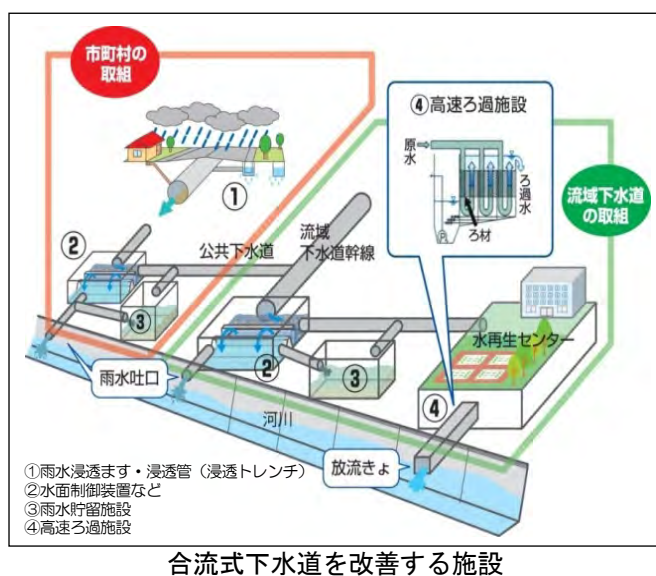 市町村の
取組
④高速ろ過施設
原水
ろ過水
ろ材
P
流域下水道
の取組
①
②
公共下水道
流域
下水道幹線
③
②
③
水再生センター
④
雨水吐口
河川
放流きょ
①雨水浸透ます・浸透管（浸透トレンチ）
②水面制御装置など
③雨水貯留施設
④高速ろ過施設
合流式下水道を改善する施設